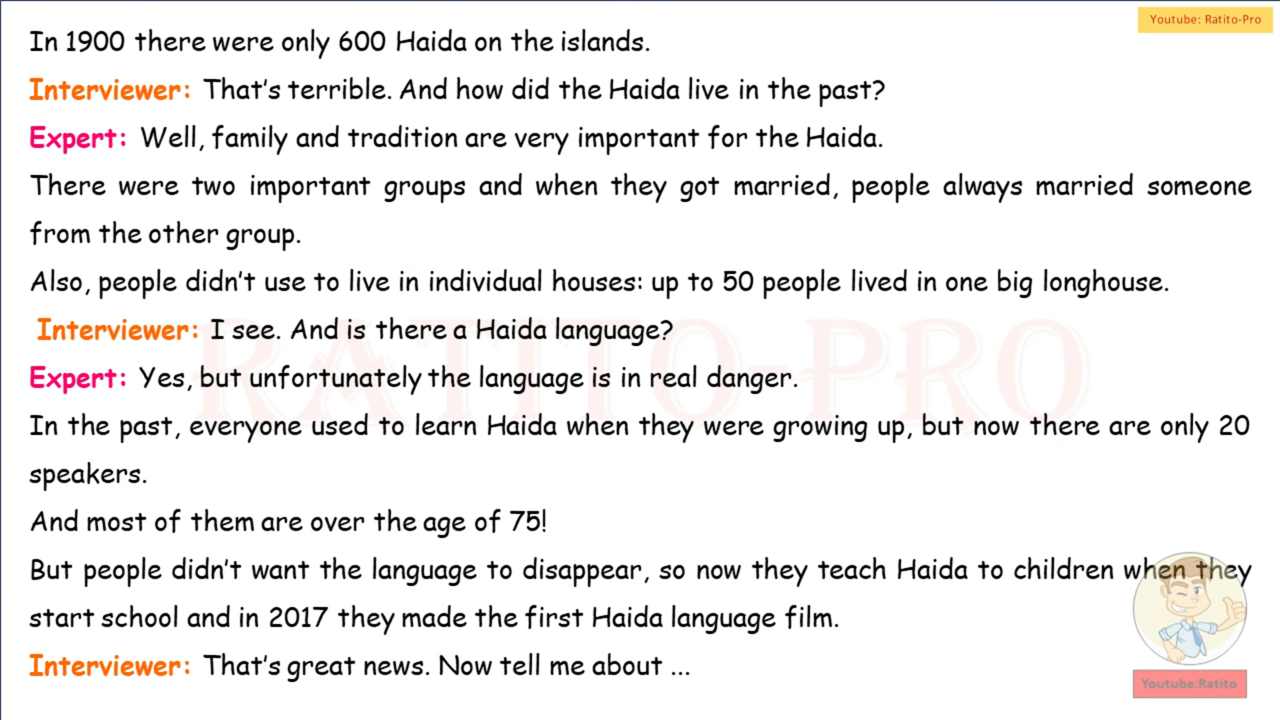 Youtube: Ratito-Pro
In 1900 there were only 600 Haida on the islands.
Interviewer: That's terrible. And how did the Haida live in the past?
Expert: Well, family and tradition are very important for the Haida.
There were two important groups and when they got married, people always married someone
from the other group.
Also, people didn't use to live in individual houses: up to 50 people lived in one big longhouse.
Interviewer: I see. And is there a Haida language?
RATITO-PRO
Expert: Yes, but unfortunately the language is in real danger.
In the past, everyone used to learn Haida when they were growing up, but now there are only 20
speakers.
And most of them are over the age of 75!
But people didn't want the language to disappear, so now they teach Haida to children when they
start school and in 2017 they made the first Haida language film.
Interviewer: That's great news. Now tell me about ...
Youtube:Ratito